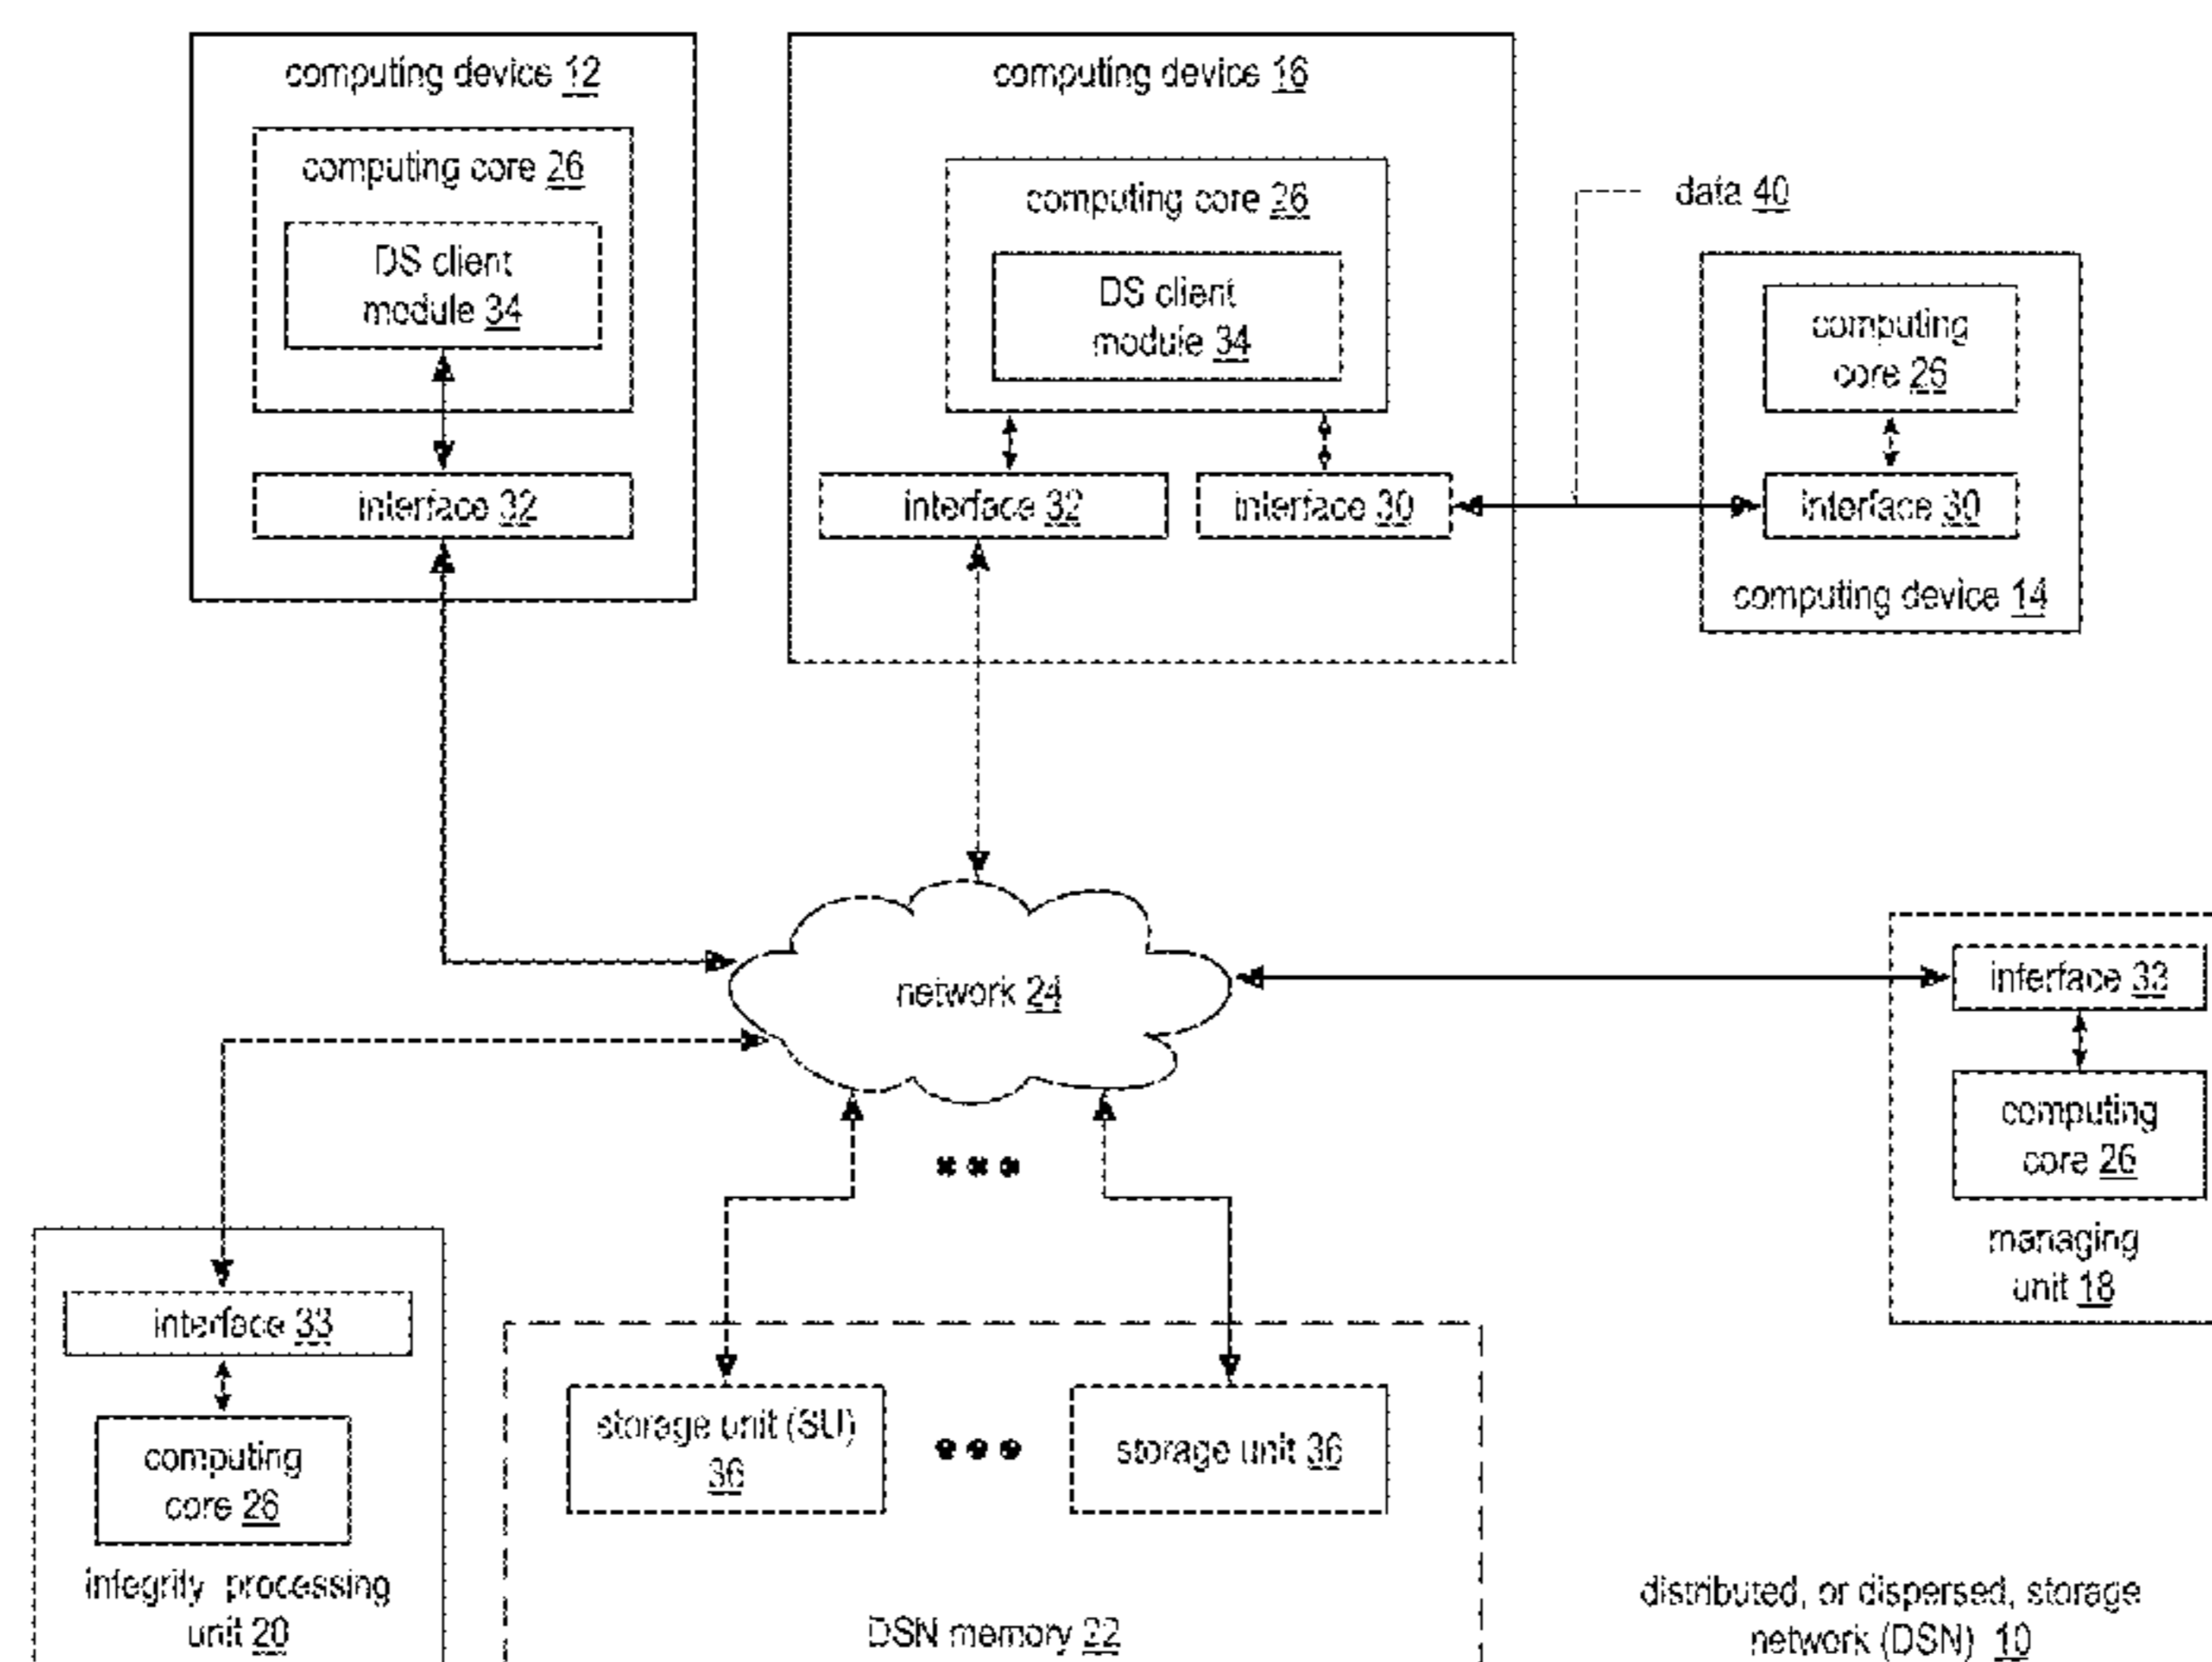 computing device 12
computing core 26
DS client
module 34
interface 32
computing device 16
computing core 26
DS client
module 34
interface 32
interface 30
data 40
computing
core 26
interface 30
computing device 14
network 24
interface 33
computing
core 26
managing
unit 18
interface 33
computing
core 26
integrity processing
unit 20
storage unit (SU)
36
storage unit 36
DSN memory 22
distributed, or dispersed, storage
network (DSN) 10